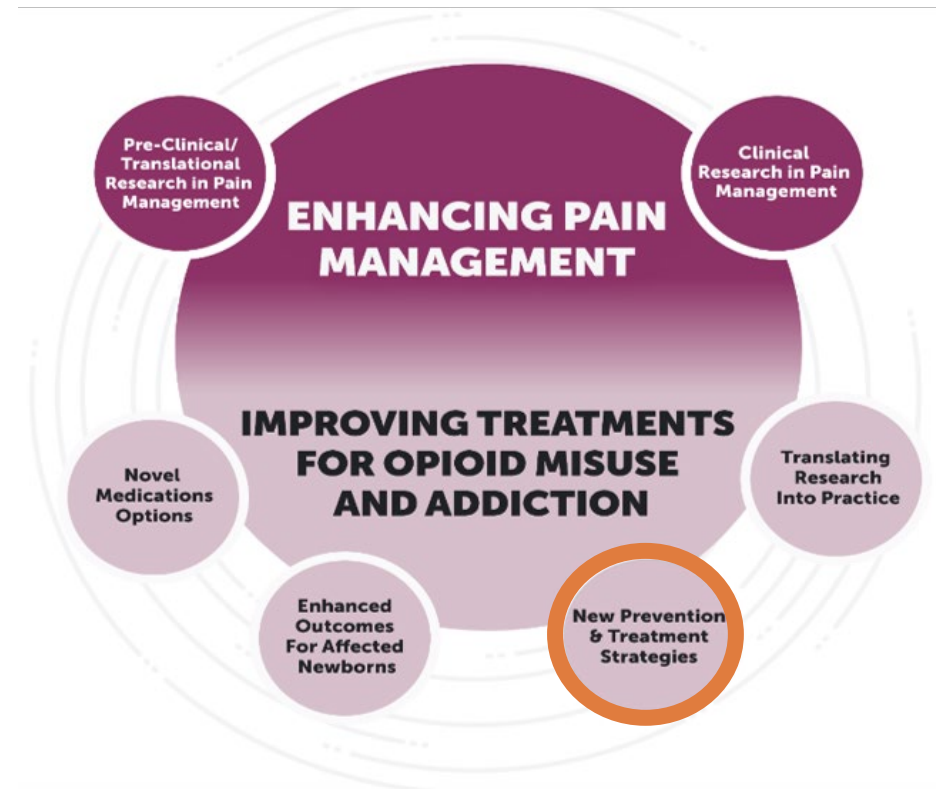 Pre-Clinical/
Translational
Research in Pain
Management
Clinical
Research in Pain
Management
ENHANCING PAIN
MANAGEMENT
IMPROVING TREATMENTS
FOR OPIOID MISUSE
AND ADDICTION
Novel
Medications
Options
Translating
Research
Into Practice
Enhanced
Outcomes
For Affected
Newborns
New Prevention
& Treatment
Strategies